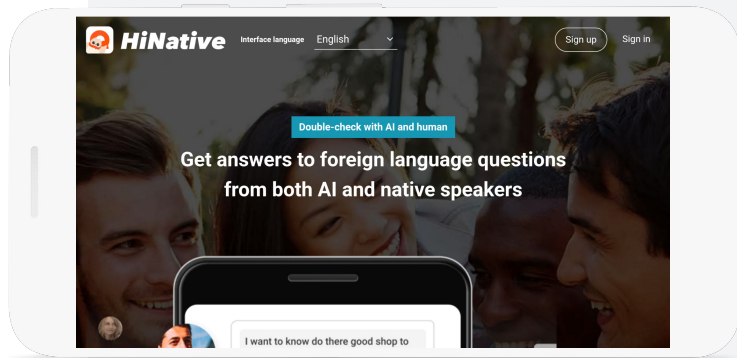 HiNative
Interface language English
Sign up
Sign in
Double-check with AI and human
Get answers to foreign language questions
from both AI and native speakers
I want to know do there good shop to